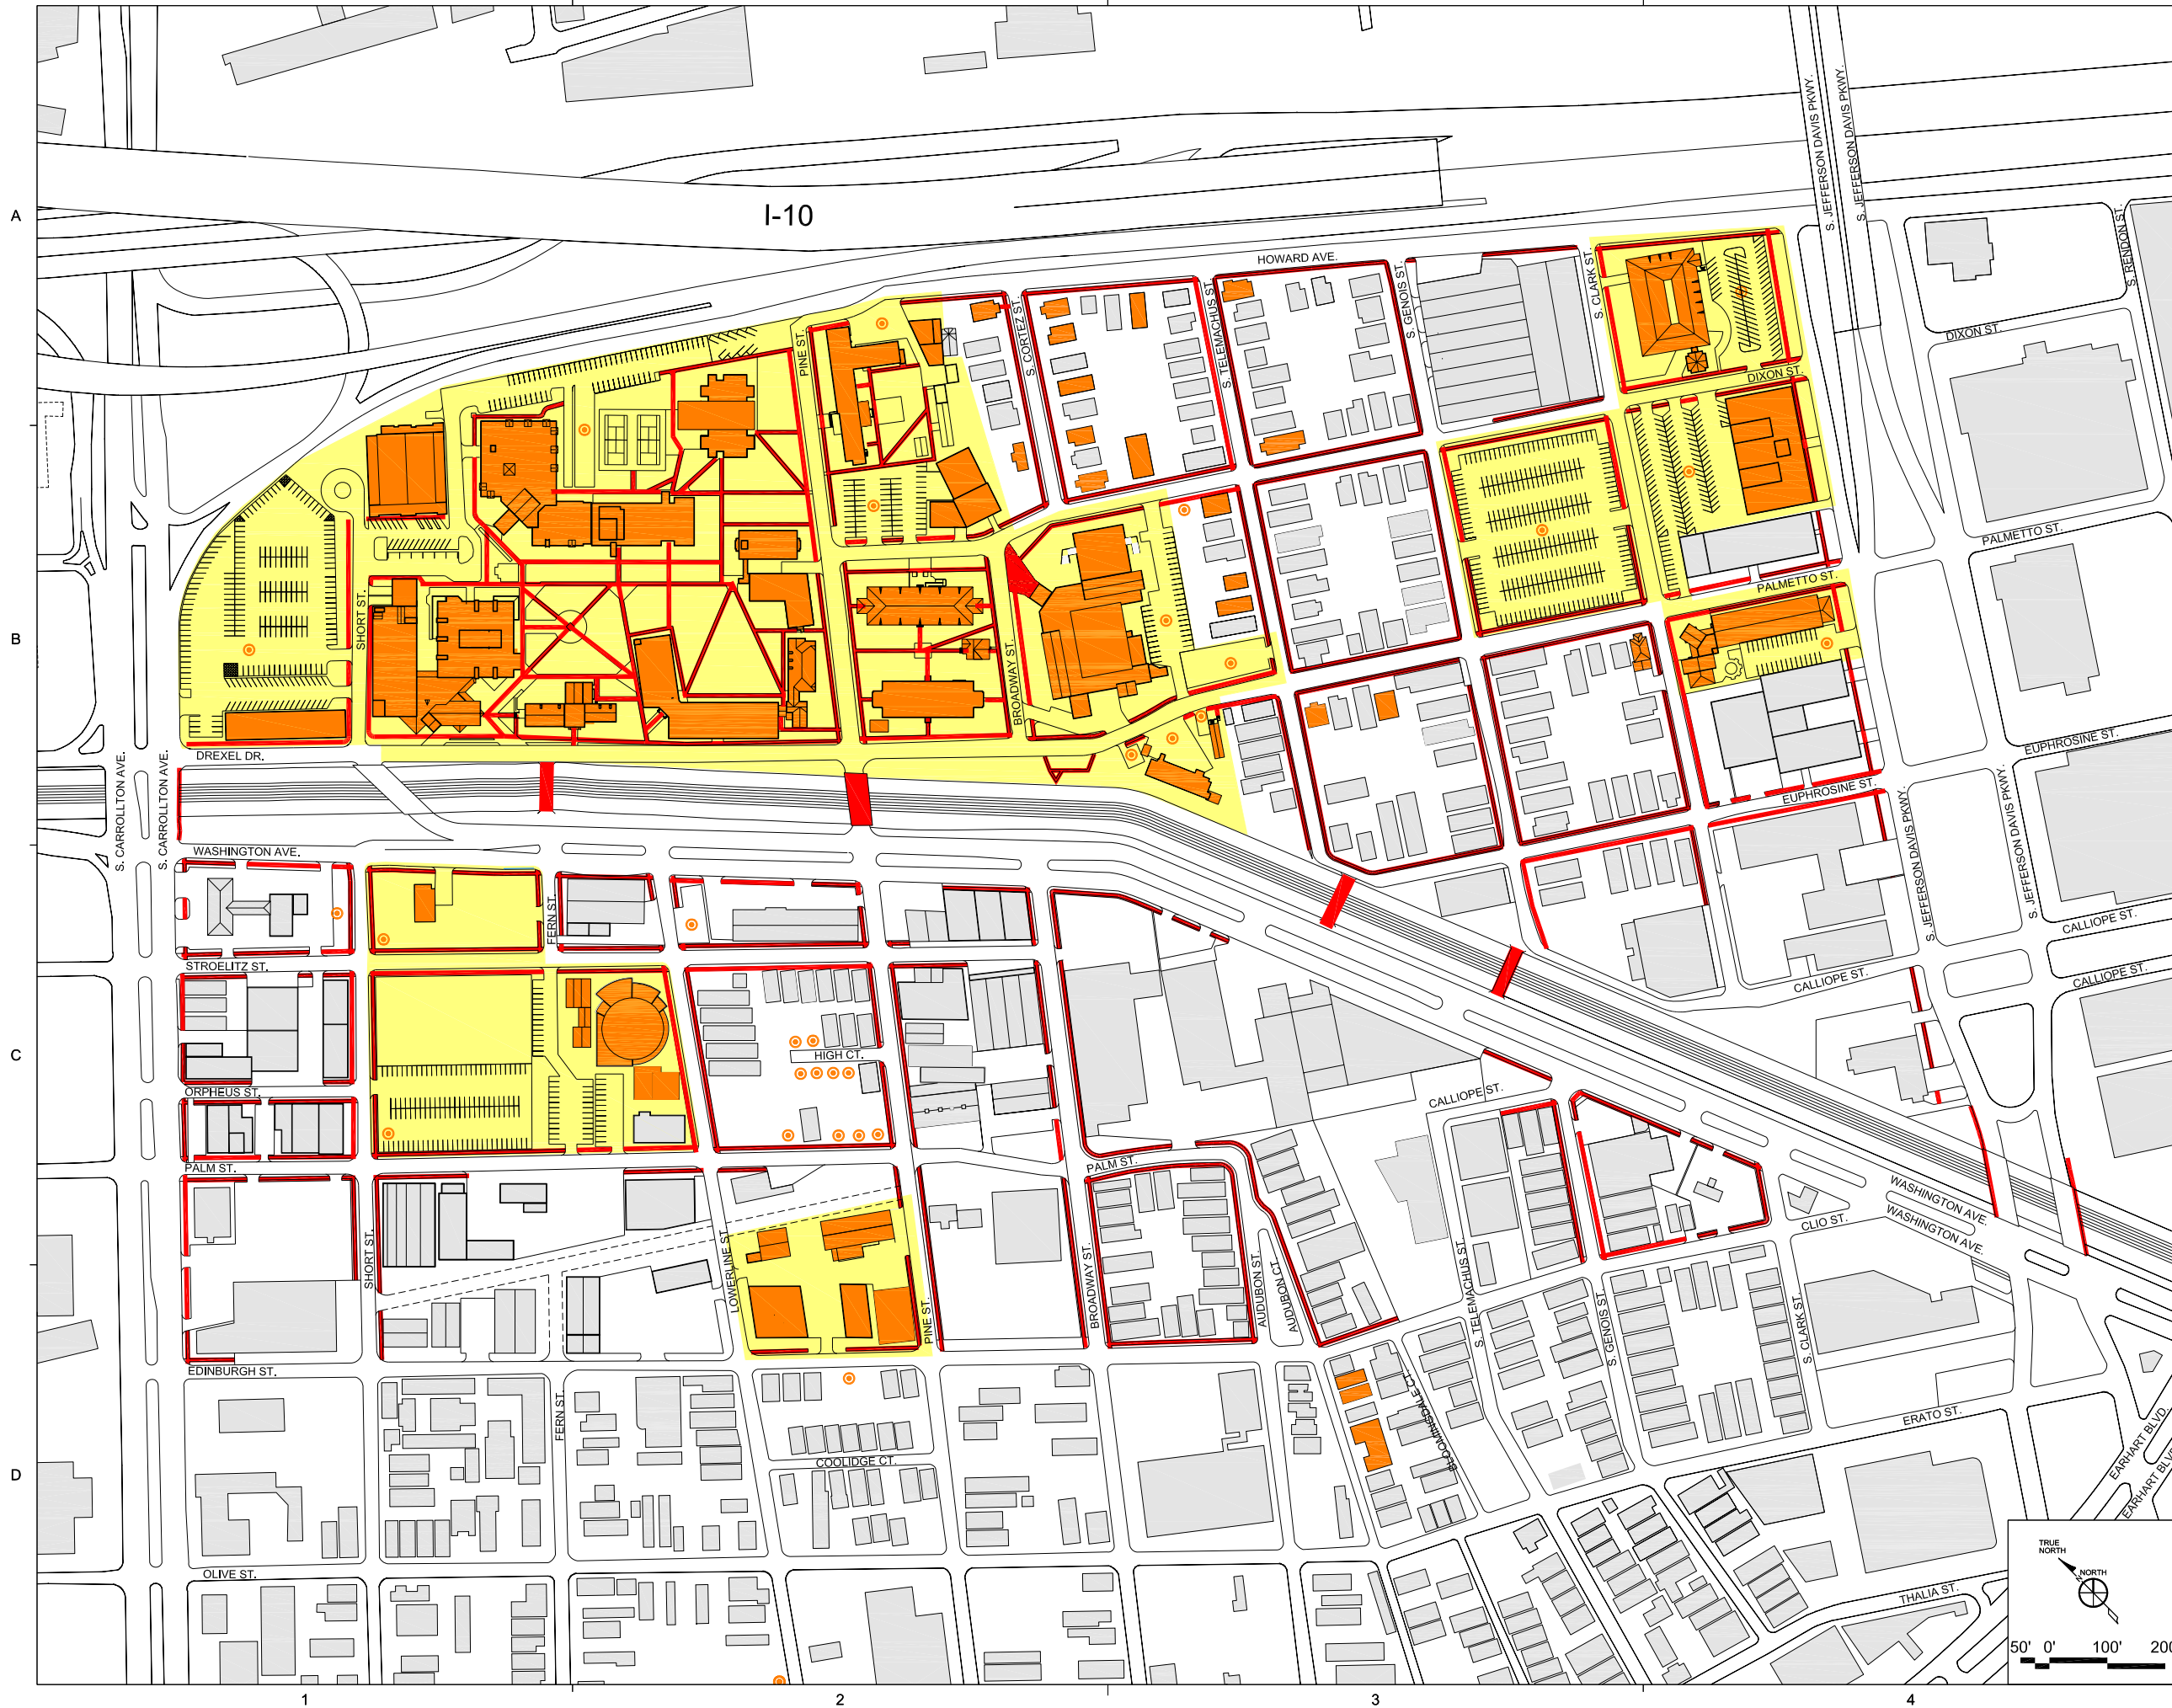 A
I-10
S. JEFFERSON DAVIS PKWY.
S. JEFFERSON DAVIS PKWY.
S. RENDON ST.
HOWARD AVE.
S. CLARK ST.
S. GENOIS ST.
S. TELEMACHUS ST.
S. CORTEZ ST.
PINE ST.
DIXON ST.
DIXON ST.
PALMETTO ST.
PALMETTO ST.
B
SHORT ST.
BROADWAY ST.
EUPHROSINE ST.
EUPHROSINE ST.
DREXEL DR.
S. CARROLLTON AVE.
S. CARROLLTON AVE.
S. JEFFERSON DAVIS PKWY.
S. JEFFERSON DAVIS PKWY.
WASHINGTON AVE.
FERN ST.
CALLIOPE ST.
CALLIOPE ST.
CALLIOPE ST.
STROELITZ ST.
C
HIGH CT.
ORPHEUS ST.
CALLIOPE ST.
PALM ST.
PALM ST.
WASHINGTON AVE.
WASHINGTON AVE.
CLIO ST.
SHORT ST.
LOWERLINE ST.
PINE ST.
BROADWAY ST.
AUDUBON ST.
AUDUBON CT.
S. TELEMACHUS ST.
S. GENOIS ST.
S. CLARK ST.
EDINBURGH ST.
FERN ST.
BLOOMINGSDALE CT.
ERATO ST.
EARHART BLVD.
COOLIDGE CT.
D
OLIVE ST.
THALIA ST.
TRUE
NORTH
NORTH
N
50' 0' 100' 200
1 2 3 4